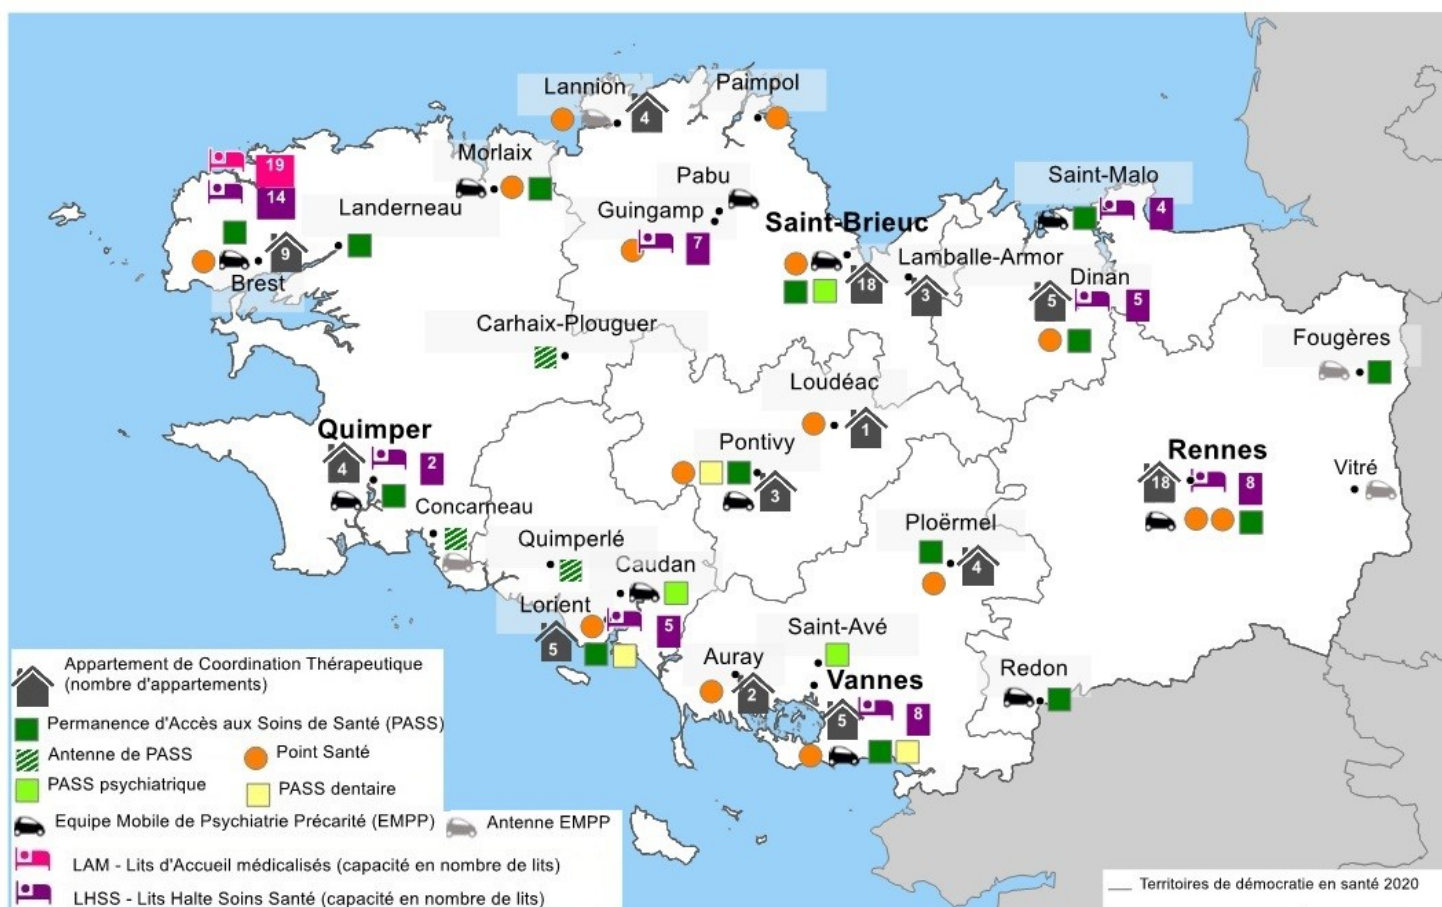 Lannion
Paimpol
4
Morlaix
19
14
Pabu
Saint-Malo
4
Landerneau
Guingamp
7
Saint-Brieuc
9
Brest
Lamballe-Armor
18
3
Dinan
5
5
Carhaix-Plouguer
Fougères
Loudéac
1
Quimper
4
2
Pontivy
3
Rennes
18
8
Vitré
Concarneau
Ploërmel
4
Quimperlé
Caudan
Lorient
5
5
Saint-Avé
Auray
2
Vannes
5
8
Redon
Appartement de Coordination Thérapeutique
(nombre d'appartements)
Permanence d'Accès aux Soins de Santé (PASS)
Antenne de PASS
Point Santé
PASS psychiatrique
PASS dentaire
Equipe Mobile de Psychiatrie Précarité (EMPP)
Antenne EMPP
LAM - Lits d'Accueil médicalisés (capacité en nombre de lits)
LHSS - Lits Halte Soins Santé (capacité en nombre de lits)
Territoires de démocratie en santé 2020